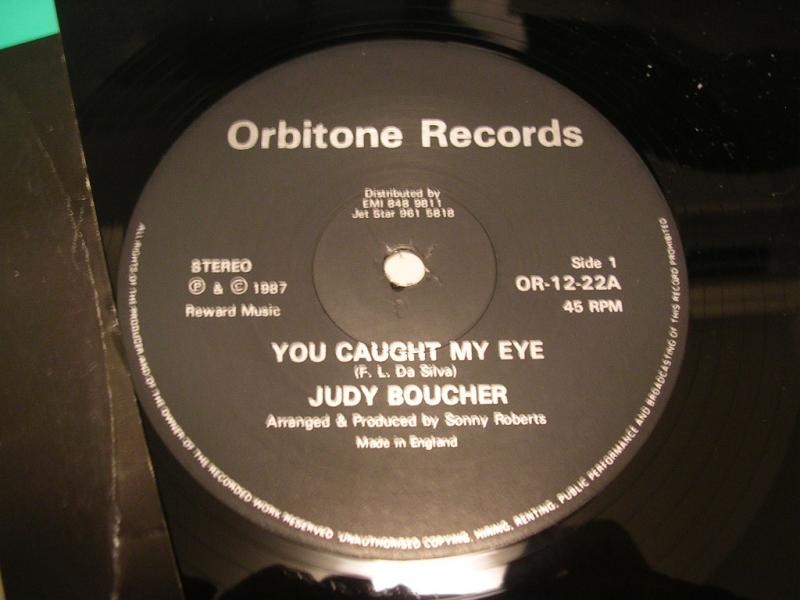 Orbitone Records
Distributed by
EMI 848 9811
Jet Star 961 5818
STEREO
Ⓟ & © 1987
Reward Music
Side 1
OR-12-22A
45 RPM
YOU CAUGHT MY EYE
(F. L. Da Silva)
JUDY BOUCHER
Arranged & Produced by Sonny Roberts
Made in England
ALL RIGHTS OF THE PRODUCER AND OF THE OWNER OF THE RECORDED WORK RESERVED UNAUTHORISED COPYING, HIRING, RENTING, PUBLIC PERFORMANCE AND BROADCASTING OF THIS RECORD PROHIBITED